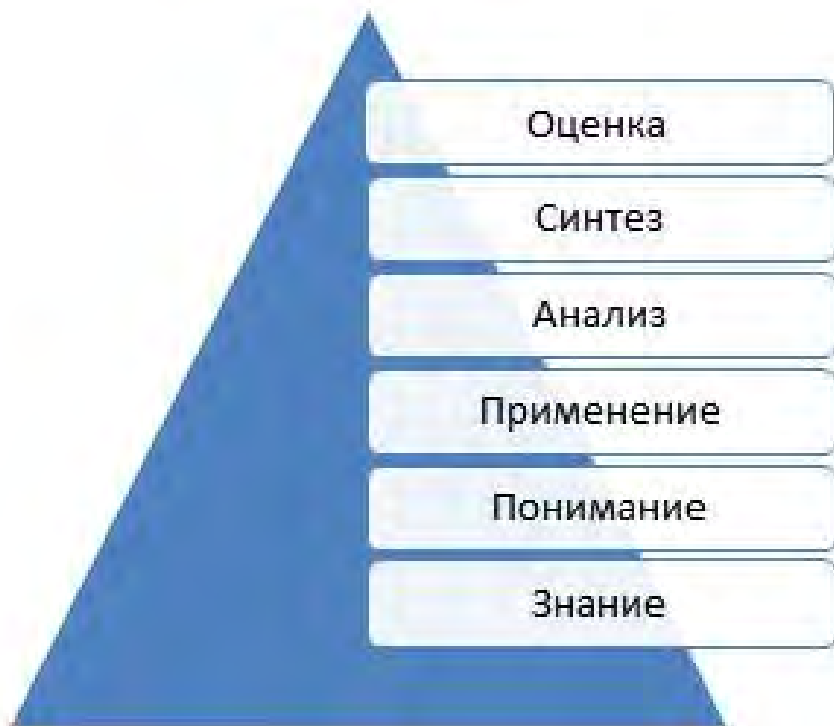 Оценка
Синтез
Анализ
Применение
Понимание
Знание